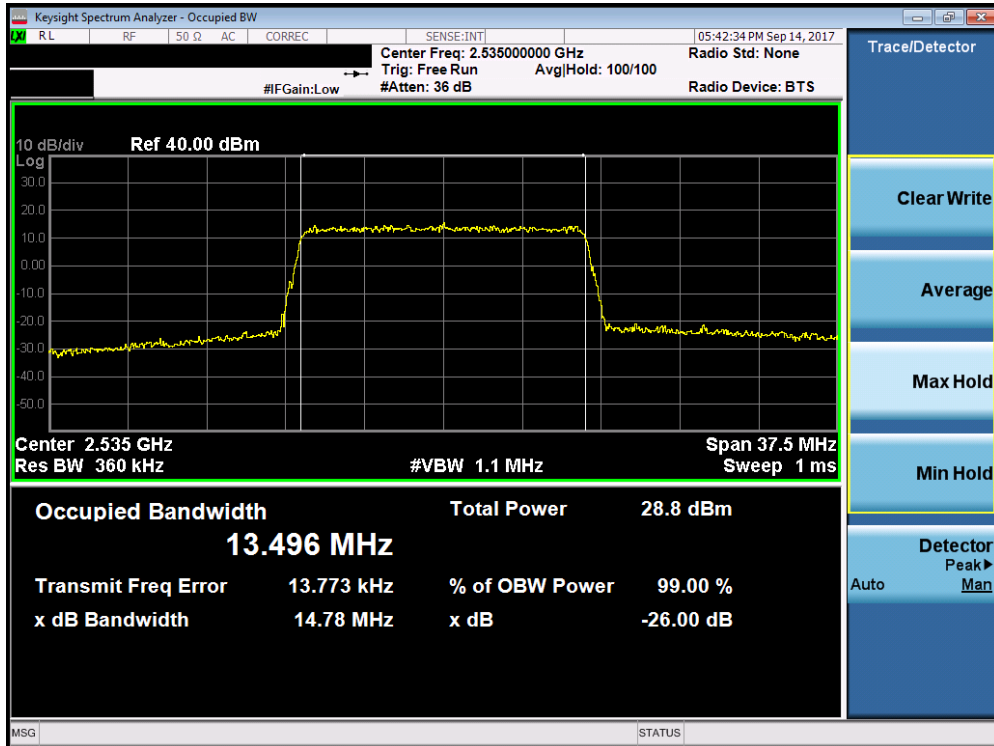 Keysight Spectrum Analyzer - Occupied BW
LXI RL RF 50 Ω AC CORREC SENSE:INT 05:42:34 PM Sep 14, 2017
Center Freq: 2.535000000 GHz Radio Std: None
Trig: Free Run Avg|Hold: 100/100
#IFGain:Low #Atten: 36 dB Radio Device: BTS
10 dB/div Ref 40.00 dBm
Log
30.0
20.0
10.0
0.00
-10.0
-20.0
-30.0
-40.0
-50.0
Center 2.535 GHz Span 37.5 MHz
Res BW 360 kHz #VBW 1.1 MHz Sweep 1 ms
Occupied Bandwidth Total Power 28.8 dBm
13.496 MHz
Transmit Freq Error 13.773 kHz % of OBW Power 99.00 %
x dB Bandwidth 14.78 MHz x dB -26.00 dB
MSG STATUS
Trace/Detector
Clear Write
Average
Max Hold
Min Hold
Detector
Peak▶
Auto Man